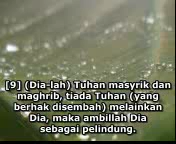 [9] (Dia-lah) Tuhan masyrik dan
maghrib, tiada Tuhan (yang
berhak disembah) melainkan
Dia, maka ambillah Dia
sebagai pelindung.